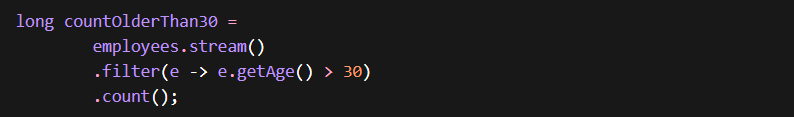 long countOlderThan30 =
        employees.stream()
        .filter(e -> e.getAge() > 30)
        .count();